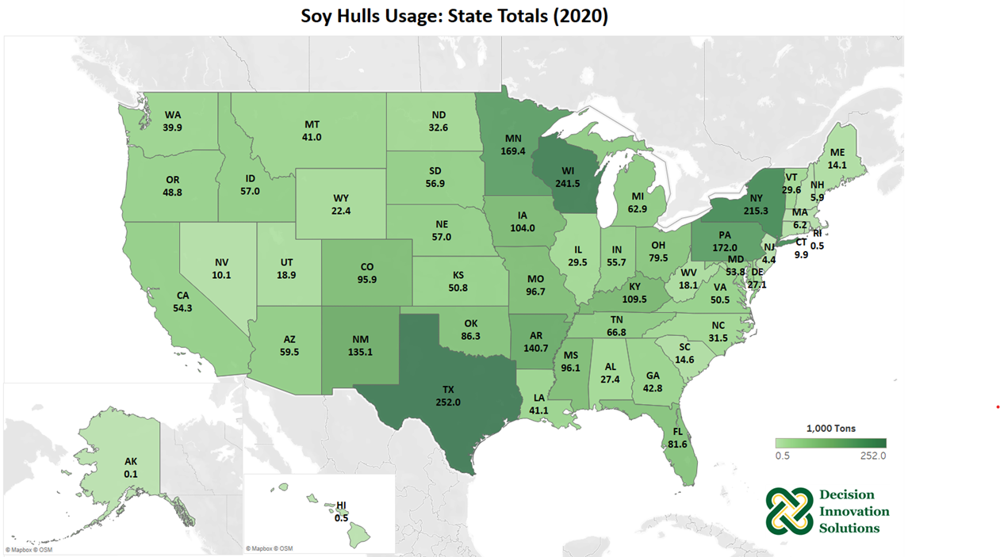 Soy Hulls Usage: State Totals (2020)
WA
39.9
MT
41.0
ND
32.6
MN
169.4
OR
48.8
ID
57.0
WY
22.4
SD
56.9
WI
241.5
MI
62.9
NY
215.3
VT
29.6
NH
5.9
ME
14.1
MA
6.2
RI
0.5
CT
9.9
NV
10.1
UT
18.9
CO
95.9
NE
57.0
IA
104.0
IL
29.5
IN
55.7
OH
79.5
PA
172.0
NJ
4.4
MD
53.8
DE
27.1
WV
18.1
VA
50.5
CA
54.3
KS
50.8
MO
96.7
KY
109.5
AZ
59.5
NM
135.1
OK
86.3
AR
140.7
TN
66.8
NC
31.5
SC
14.6
TX
252.0
LA
41.1
MS
96.1
AL
27.4
GA
42.8
FL
81.6
AK
0.1
HI
0.5
1,000 Tons
0.5 252.0
Decision
Innovation
Solutions
© Mapbox © OSM
© Mapbox © OSM